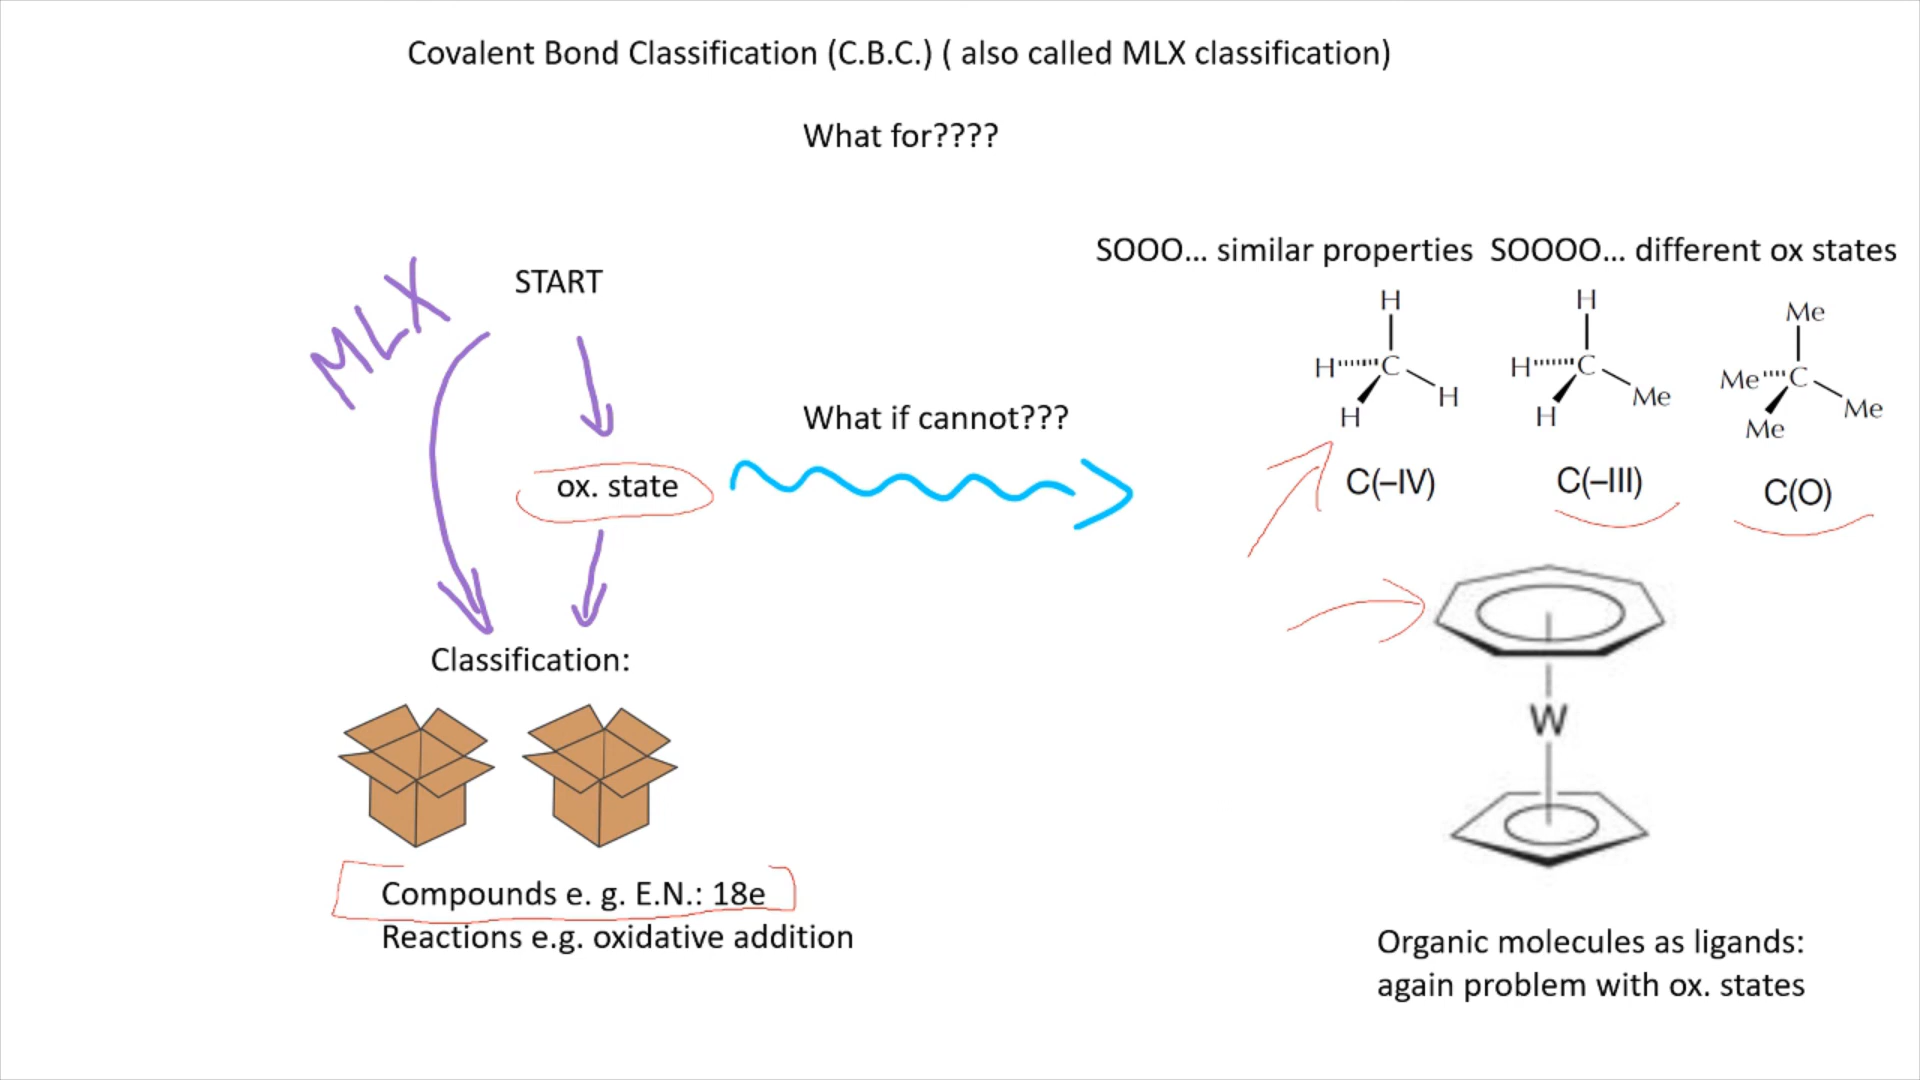 Covalent Bond Classification (C.B.C.) ( also called MLX classification)
What for????
SOOO... similar properties SOOOO... different ox states
MLX
START
ox. state
What if cannot???
H
H
C
H
H
C(–IV)
H
H
C
Me
H
C(–III)
Me
Me
C
Me
Me
C(O)
W
Classification:
Compounds e. g. E.N.: 18e
Reactions e.g. oxidative addition
Organic molecules as ligands:
again problem with ox. states